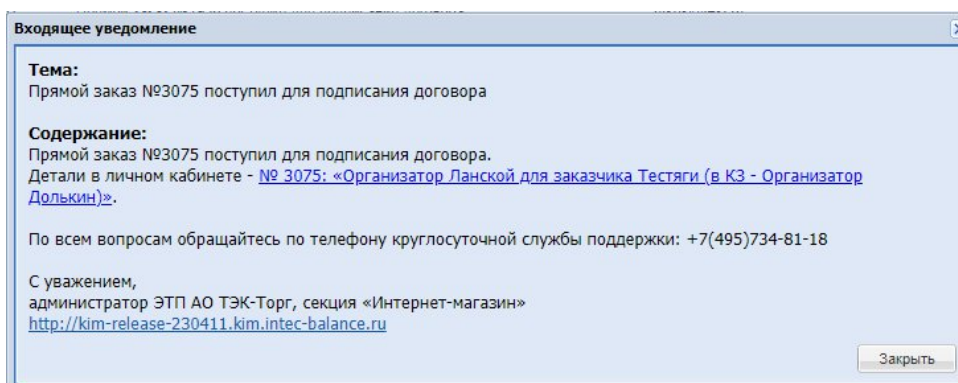 Входящее уведомление
Тема:
Прямой заказ №3075 поступил для подписания договора
Содержание:
Прямой заказ №3075 поступил для подписания договора.
Детали в личном кабинете - № 3075: «Организатор Ланской для заказчика Тестяги (в КЗ - Организатор
Долькин)».
По всем вопросам обращайтесь по телефону круглосуточной службы поддержки: +7(495)734-81-18
С уважением,
администратор ЭТП АО ТЭК-Торг, секция «Интернет-магазин»
http://kim-release-230411.kim.intec-balance.ru
Закрыть